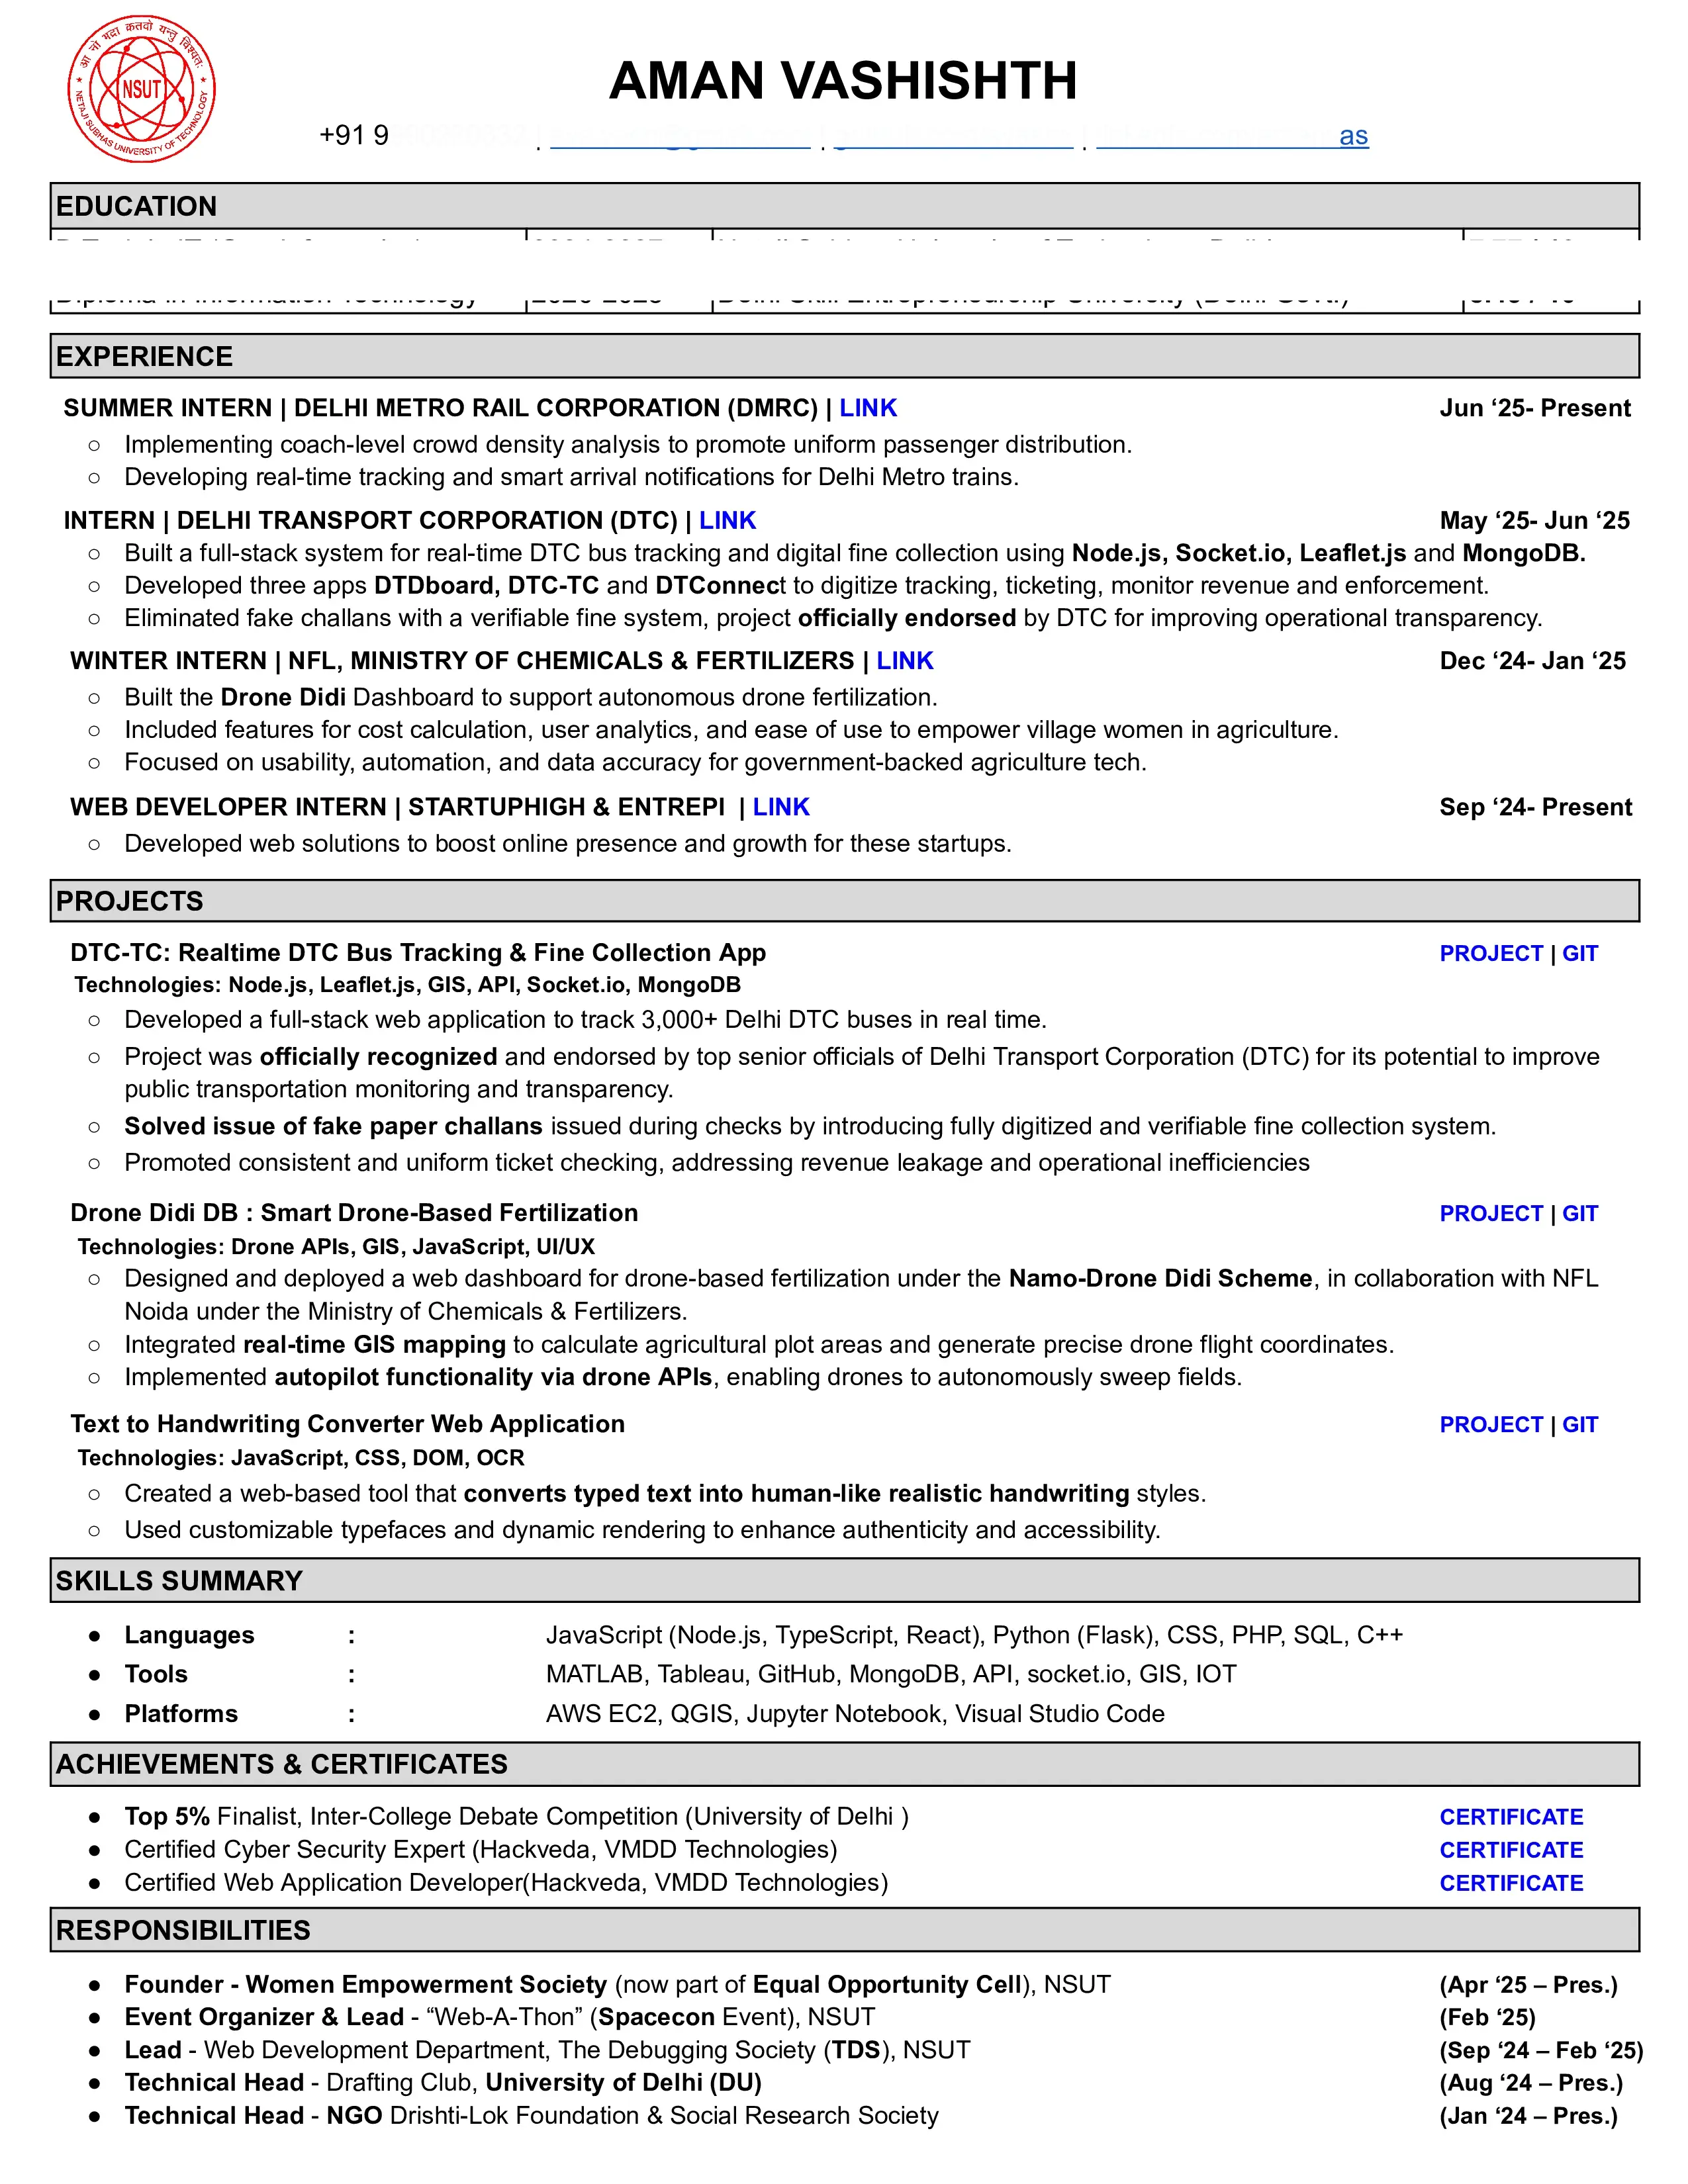 आ नो भद्रा क्रतवो यन्तु विश्वतः
NSUT
NETAJI SUBHAS UNIVERSITY OF TECHNOLOGY
AMAN VASHISHTH
+91 9 | | | as
EDUCATION
Diploma in Information Technology Delhi Skill Entrepreneurship University (Delhi Govt.)
EXPERIENCE
SUMMER INTERN | DELHI METRO RAIL CORPORATION (DMRC) | LINK Jun ‘25- Present
○ Implementing coach-level crowd density analysis to promote uniform passenger distribution.
○ Developing real-time tracking and smart arrival notifications for Delhi Metro trains.
INTERN | DELHI TRANSPORT CORPORATION (DTC) | LINK May ‘25- Jun ‘25
○ Built a full-stack system for real-time DTC bus tracking and digital fine collection using Node.js, Socket.io, Leaflet.js and MongoDB.
○ Developed three apps DTDboard, DTC-TC and DTConnect to digitize tracking, ticketing, monitor revenue and enforcement.
○ Eliminated fake challans with a verifiable fine system, project officially endorsed by DTC for improving operational transparency.
WINTER INTERN | NFL, MINISTRY OF CHEMICALS & FERTILIZERS | LINK Dec ‘24- Jan ‘25
○ Built the Drone Didi Dashboard to support autonomous drone fertilization.
○ Included features for cost calculation, user analytics, and ease of use to empower village women in agriculture.
○ Focused on usability, automation, and data accuracy for government-backed agriculture tech.
WEB DEVELOPER INTERN | STARTUPHIGH & ENTREPI | LINK Sep ‘24- Present
○ Developed web solutions to boost online presence and growth for these startups.
PROJECTS
DTC-TC: Realtime DTC Bus Tracking & Fine Collection App PROJECT | GIT
Technologies: Node.js, Leaflet.js, GIS, API, Socket.io, MongoDB
○ Developed a full-stack web application to track 3,000+ Delhi DTC buses in real time.
○ Project was officially recognized and endorsed by top senior officials of Delhi Transport Corporation (DTC) for its potential to improve
public transportation monitoring and transparency.
○ Solved issue of fake paper challans issued during checks by introducing fully digitized and verifiable fine collection system.
○ Promoted consistent and uniform ticket checking, addressing revenue leakage and operational inefficiencies
Drone Didi DB : Smart Drone-Based Fertilization PROJECT | GIT
Technologies: Drone APIs, GIS, JavaScript, UI/UX
○ Designed and deployed a web dashboard for drone-based fertilization under the Namo-Drone Didi Scheme, in collaboration with NFL
Noida under the Ministry of Chemicals & Fertilizers.
○ Integrated real-time GIS mapping to calculate agricultural plot areas and generate precise drone flight coordinates.
○ Implemented autopilot functionality via drone APIs, enabling drones to autonomously sweep fields.
Text to Handwriting Converter Web Application PROJECT | GIT
Technologies: JavaScript, CSS, DOM, OCR
○ Created a web-based tool that converts typed text into human-like realistic handwriting styles.
○ Used customizable typefaces and dynamic rendering to enhance authenticity and accessibility.
SKILLS SUMMARY
● Languages : JavaScript (Node.js, TypeScript, React), Python (Flask), CSS, PHP, SQL, C++
● Tools : MATLAB, Tableau, GitHub, MongoDB, API, socket.io, GIS, IOT
● Platforms : AWS EC2, QGIS, Jupyter Notebook, Visual Studio Code
ACHIEVEMENTS & CERTIFICATES
● Top 5% Finalist, Inter-College Debate Competition (University of Delhi ) CERTIFICATE
● Certified Cyber Security Expert (Hackveda, VMDD Technologies) CERTIFICATE
● Certified Web Application Developer(Hackveda, VMDD Technologies) CERTIFICATE
RESPONSIBILITIES
● Founder - Women Empowerment Society (now part of Equal Opportunity Cell), NSUT (Apr ‘25 – Pres.)
● Event Organizer & Lead - “Web-A-Thon” (Spacecon Event), NSUT (Feb ‘25)
● Lead - Web Development Department, The Debugging Society (TDS), NSUT (Sep ‘24 – Feb ‘25)
● Technical Head - Drafting Club, University of Delhi (DU) (Aug ‘24 – Pres.)
● Technical Head - NGO Drishti-Lok Foundation & Social Research Society (Jan ‘24 – Pres.)